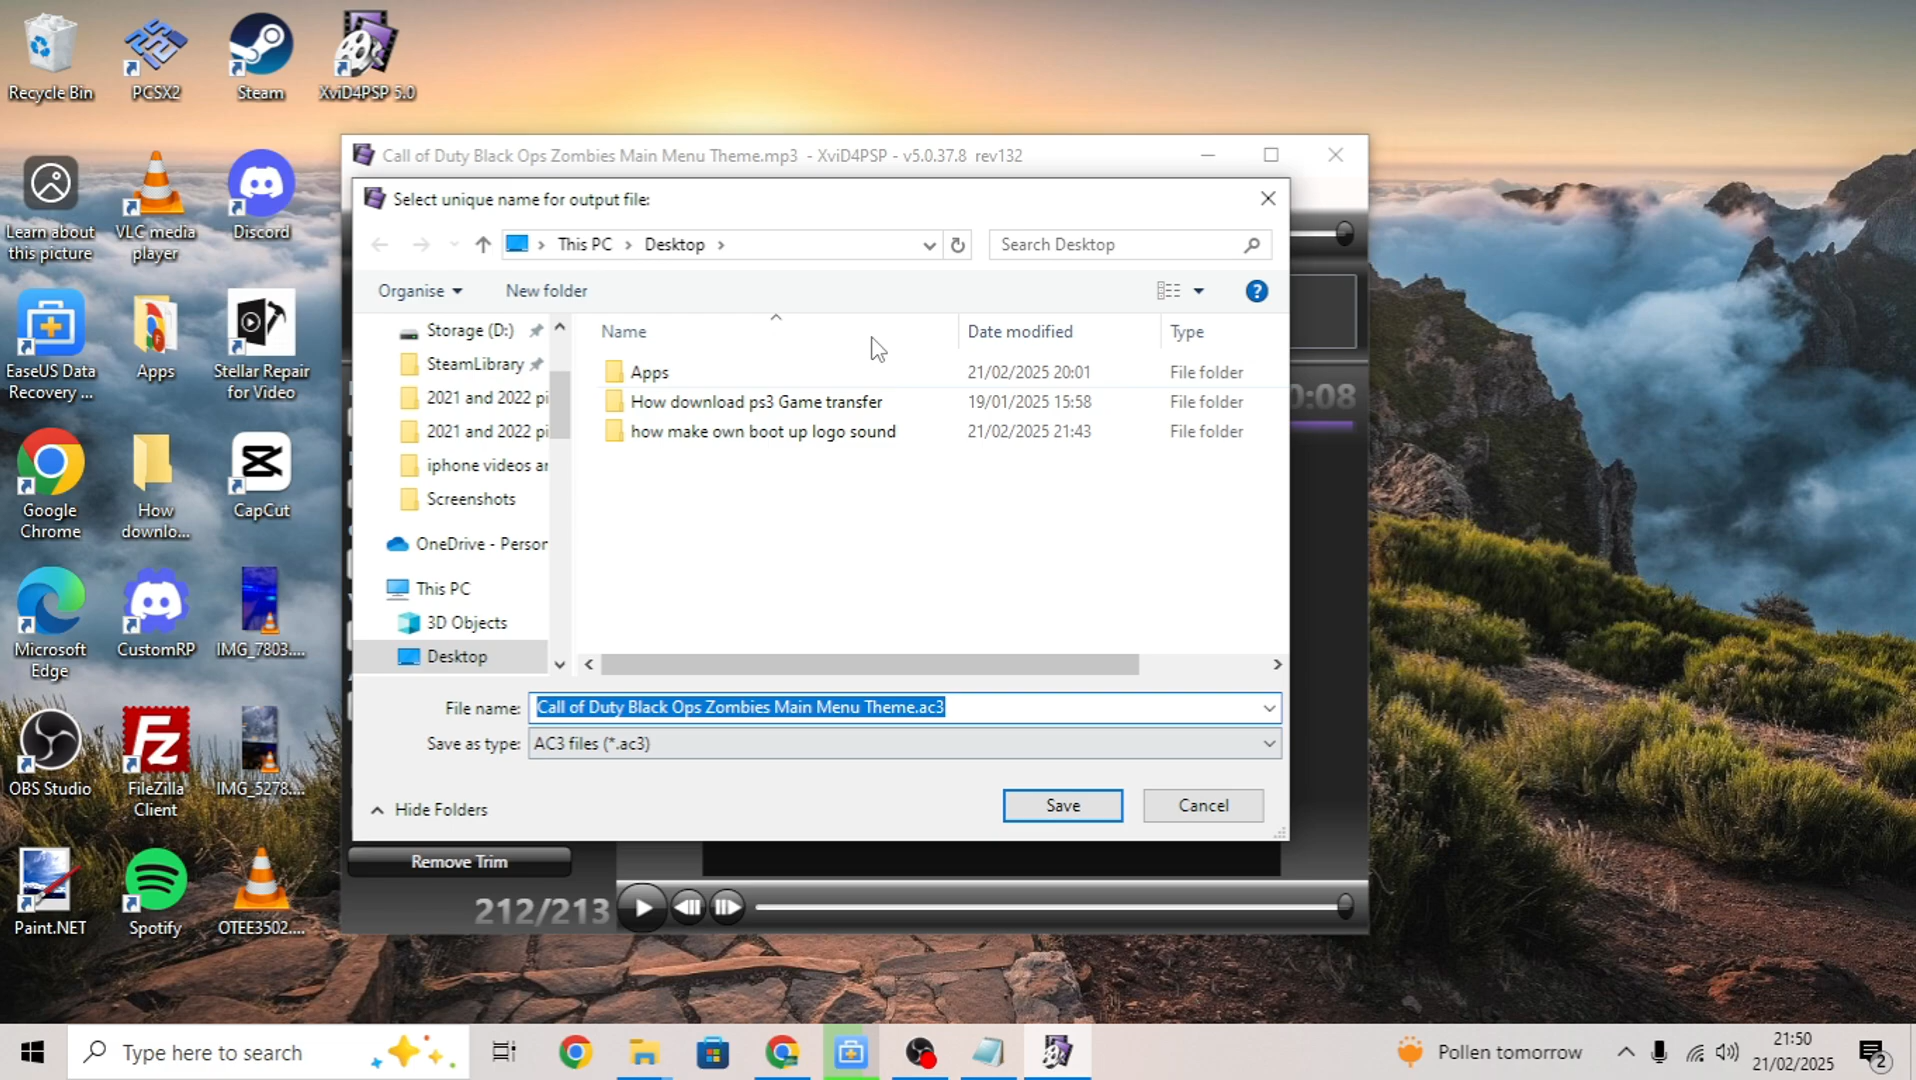 Recycle Bin
PCSX2
Steam
XviD4PSP 5.0
Learn about
this picture
VLC media
player
Discord
EaseUS Data
Recovery ...
Apps
Stellar Repair
for Video
Google
Chrome
How
downlo...
CapCut
Microsoft
Edge
CustomRP
IMG_7803....
OBS Studio
FileZilla
Client
IMG_5278....
Paint.NET
Spotify
OTEE3502....
Call of Duty Black Ops Zombies Main Menu Theme.mp3 - XviD4PSP - v5.0.37.8 rev132
Select unique name for output file:
This PC
Desktop
Search Desktop
Organise
New folder
Storage (D:)
SteamLibrary
2021 and 2022 pi
2021 and 2022 pi
iphone videos ar
Screenshots
OneDrive - Person
This PC
3D Objects
Desktop
Name
Date modified
Type
Apps
21/02/2025 20:01
File folder
How download ps3 Game transfer
19/01/2025 15:58
File folder
how make own boot up logo sound
21/02/2025 21:43
File folder
0:08
File name:
Call of Duty Black Ops Zombies Main Menu Theme.ac3
Save as type:
AC3 files (*.ac3)
Hide Folders
Save
Cancel
Remove Trim
212/213
Type here to search
Pollen tomorrow
21:50
21/02/2025
2